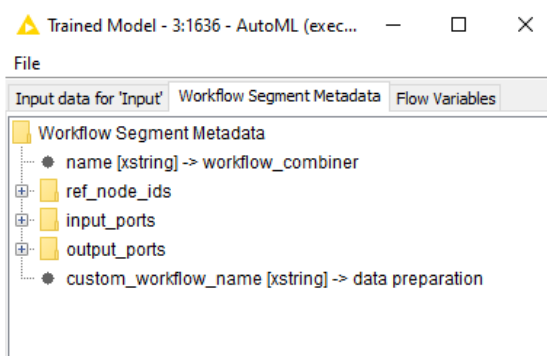 Trained Model - 3:1636 - AutoML (exec...
File
Input data for 'Input' Workflow Segment Metadata Flow Variables
Workflow Segment Metadata
name [xstring] -> workflow_combiner
ref_node_ids
input_ports
output_ports
custom_workflow_name [xstring] -> data preparation